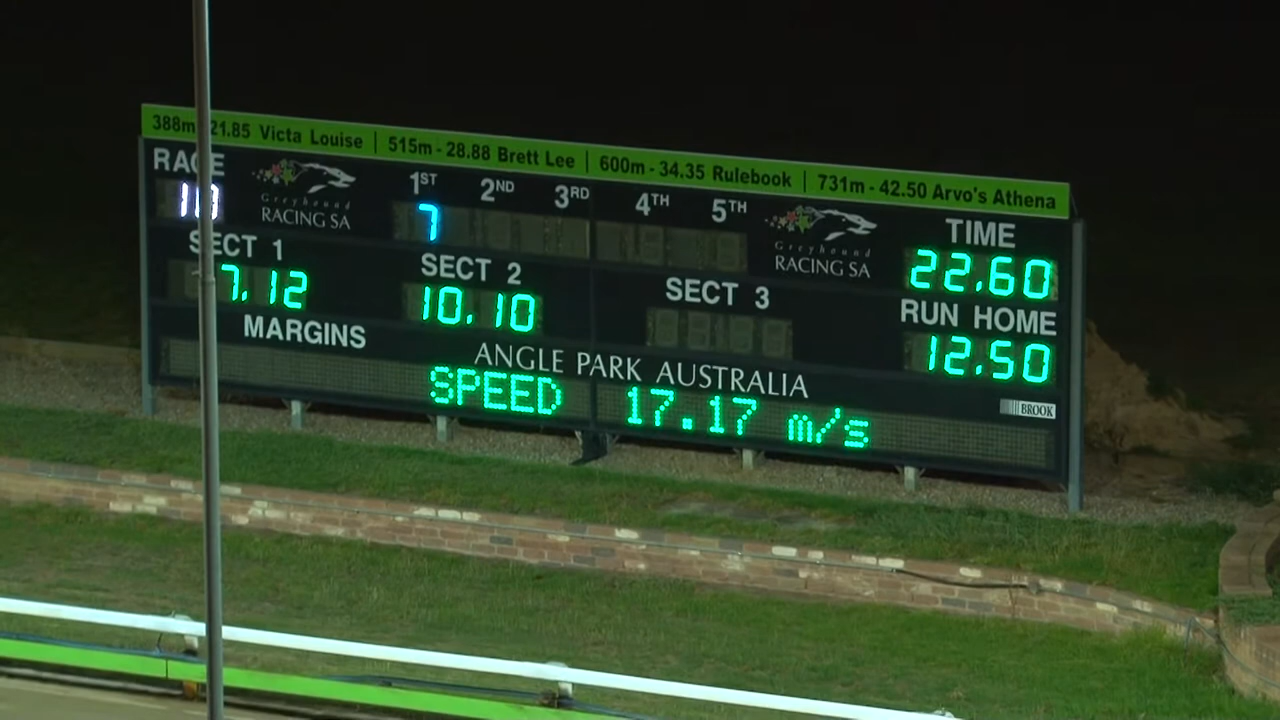 388m - 21.85 Victa Louise | 515m - 28.88 Brett Lee | 600m - 34.35 Rulebook | 731m - 42.50 Arvo's Athena
RACE
10
Greyhound
RACING SA
1ST 2ND 3RD 4TH 5TH
7
Greyhound
RACING SA
TIME
22.60
SECT 1
7.12
SECT 2
10.10
SECT 3
RUN HOME
12.50
MARGINS
ANGLE PARK AUSTRALIA
SPEED 17.17 m/s
BROOK